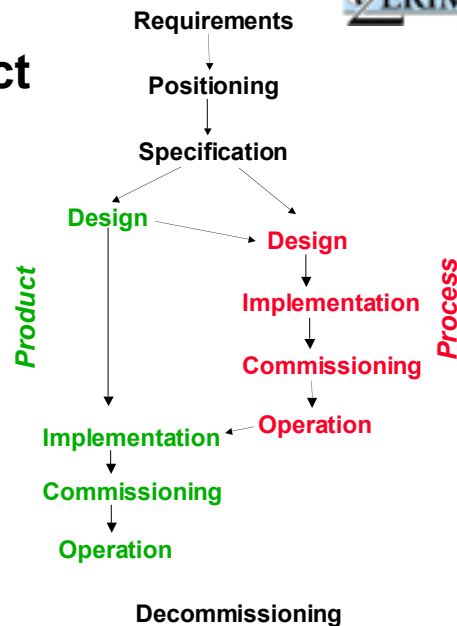 Requirements
ct
Positioning
Specification
Design
Design
Product
Process
Implementation
Commissioning
Operation
Implementation
Commissioning
Operation
Decommissioning